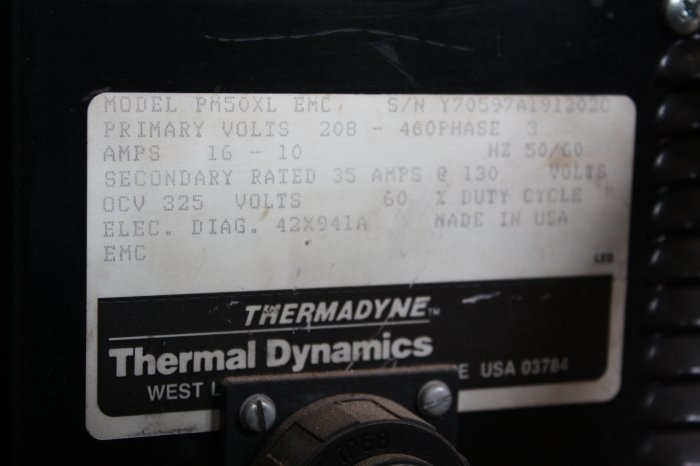 MODEL PM50XL EMC, S/N Y70597A191202C
PRIMARY VOLTS 208 - 460PHASE 3
AMPS 16 - 10 HZ 50/60
SECONDARY RATED 35 AMPS @ 130 VOLTS
OCV 325 VOLTS 60 % DUTY CYCLE
ELEC. DIAG. 42X941A MADE IN USA
EMC
THERMADYNE™
Thermal Dynamics
WEST L E USA 03784